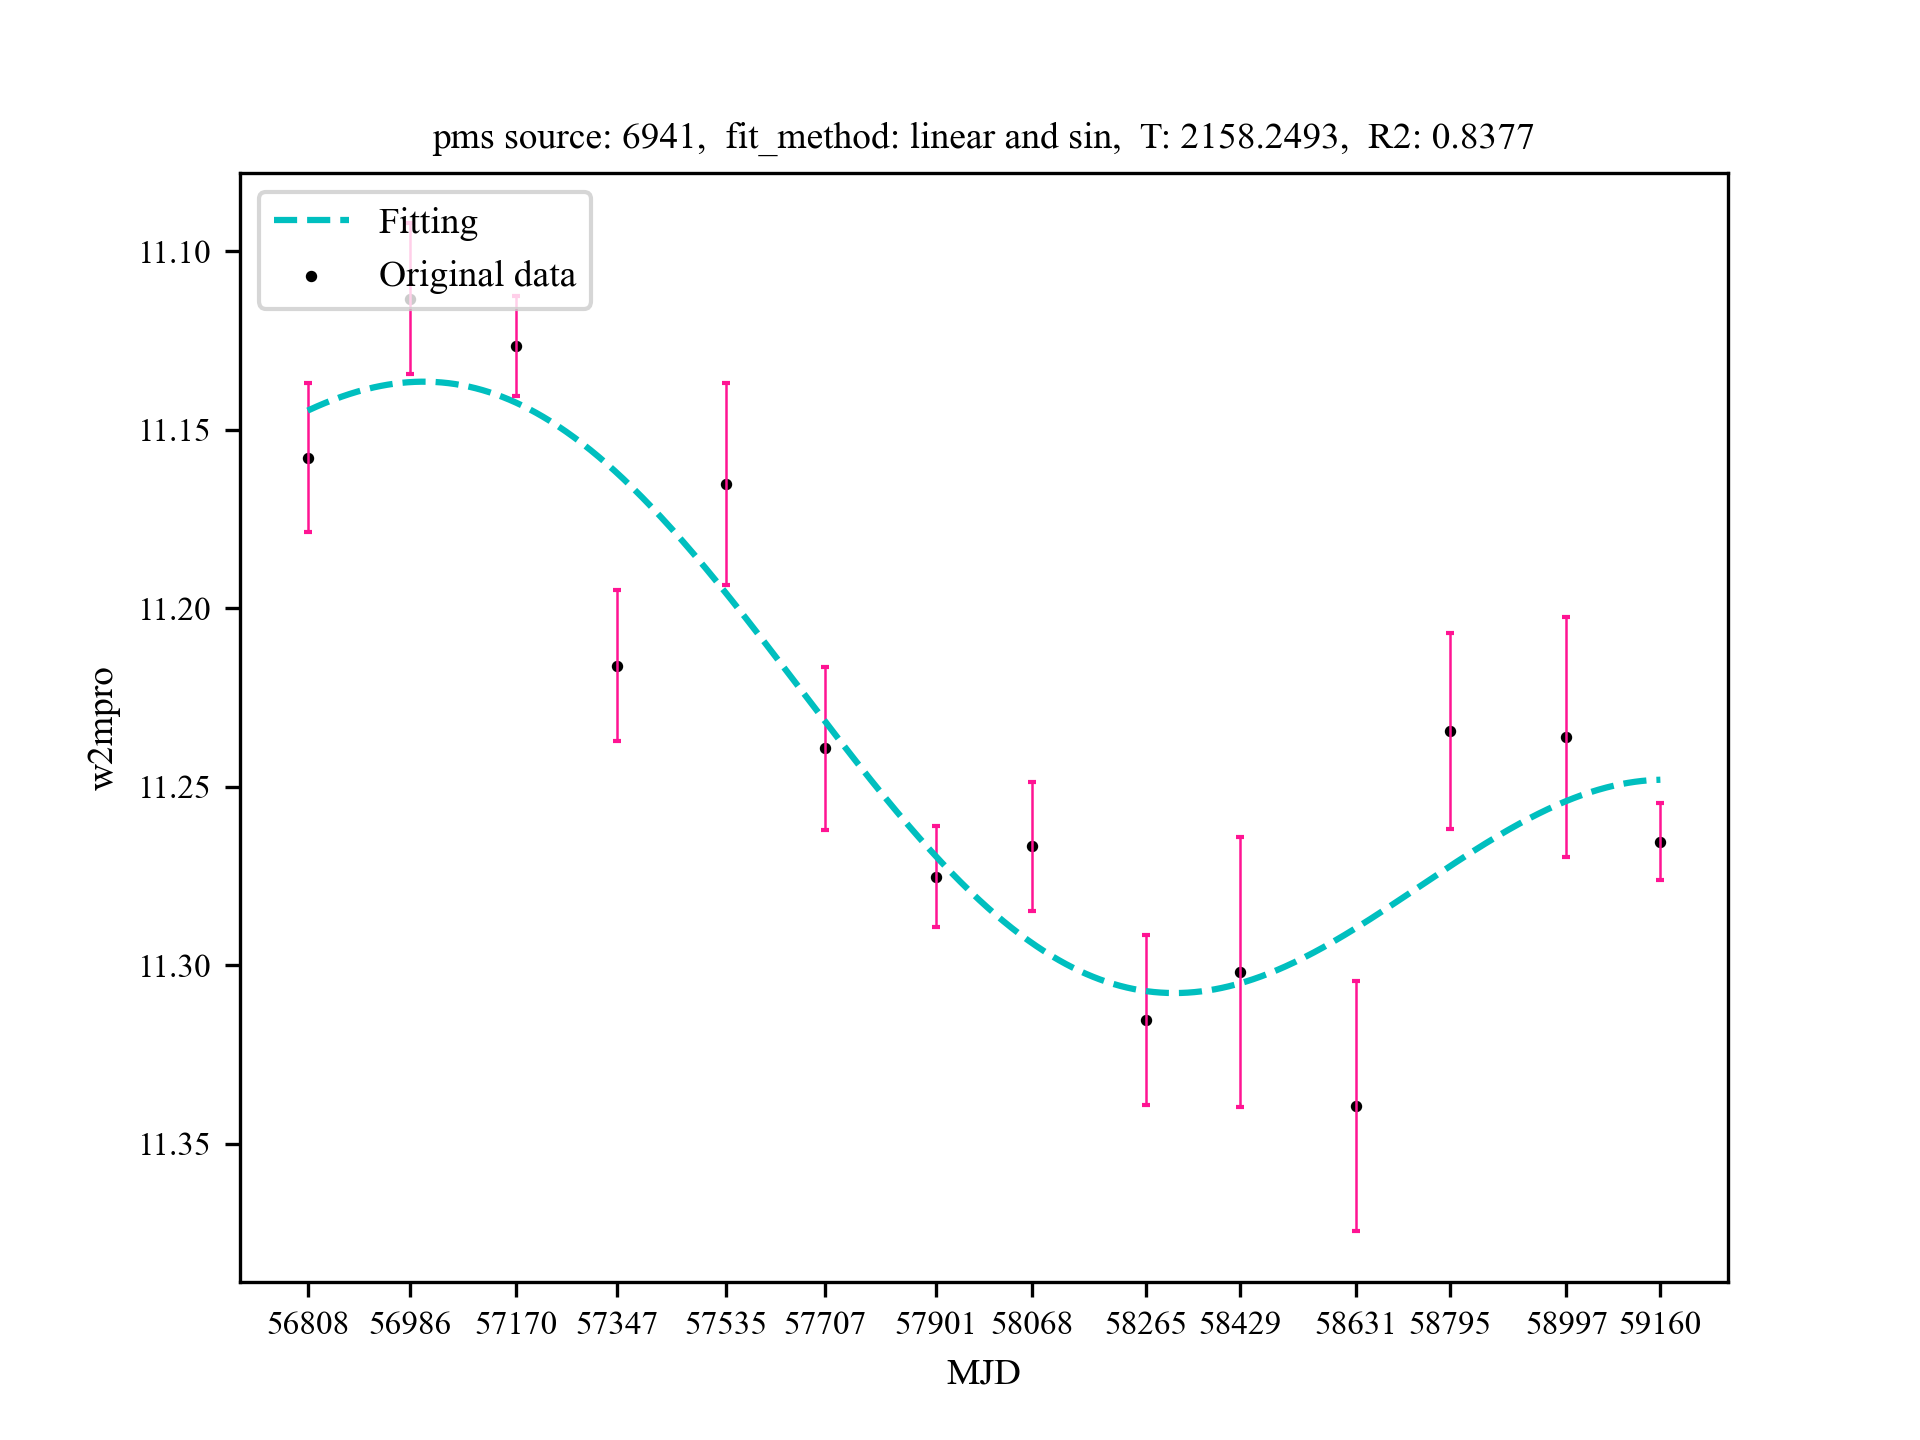 pms source: 6941, fit_method: linear and sin, T: 2158.2493, R2: 0.8377
Fitting
Original data
11.10
11.15
11.20
11.25
11.30
11.35
w2mpro
56808 56986 57170 57347 57535 57707 57901 58068 58265 58429 58631 58795 58997 59160
MJD